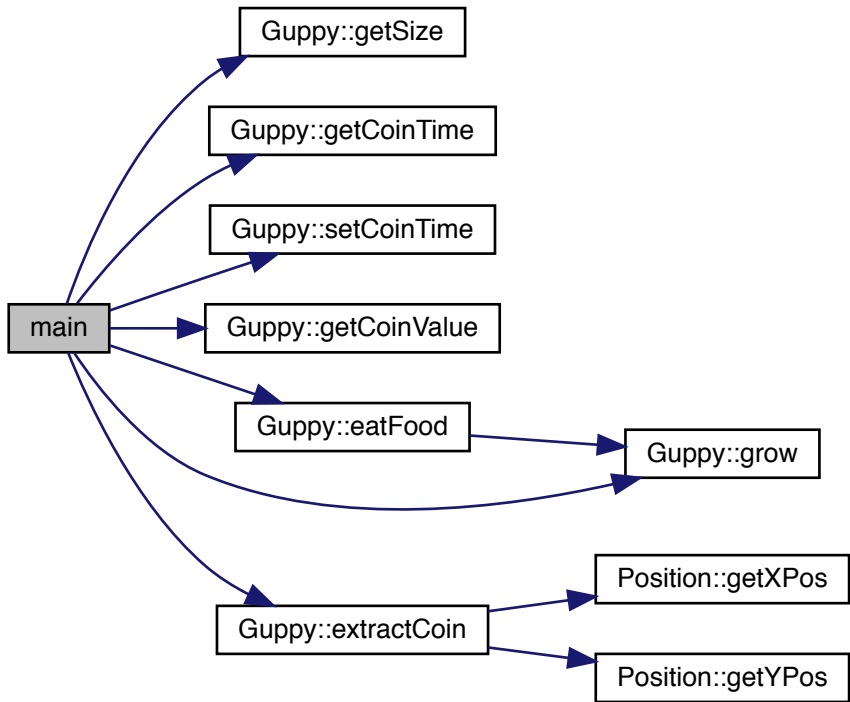 Guppy::getSize
Guppy::getCoinTime
Guppy::setCoinTime
main
Guppy::getCoinValue
Guppy::eatFood
Guppy::grow
Position::getXPos
Guppy::extractCoin
Position::getYPos